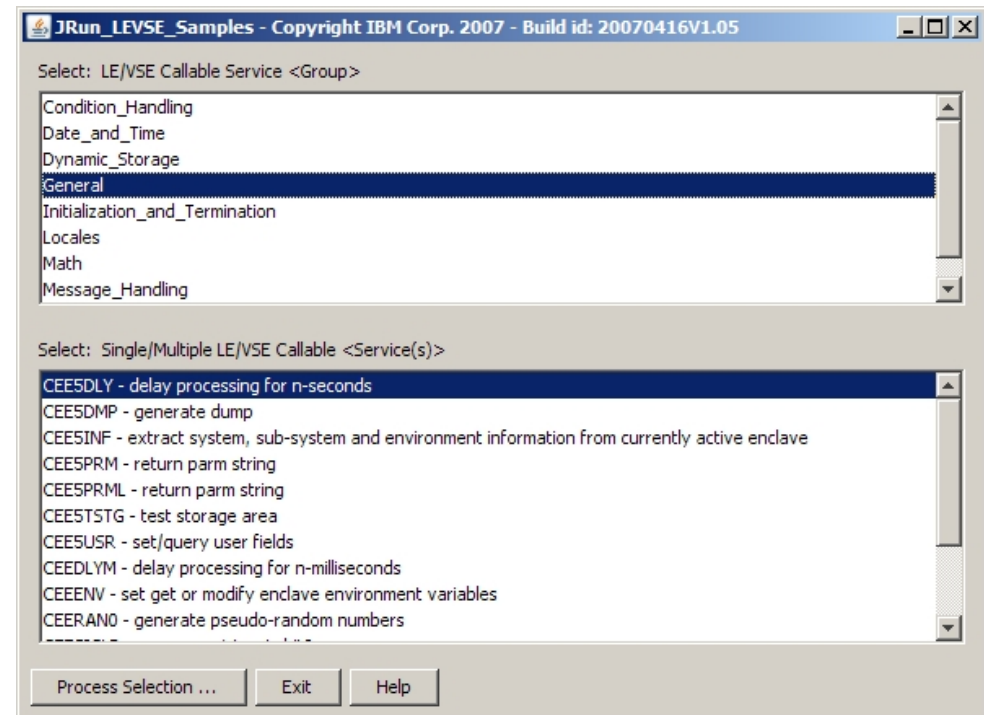 JRun_LEVSE_Samples - Copyright IBM Corp. 2007 - Build id: 20070416V1.05
Select: LE/VSE Callable Service <Group>
Condition_Handling
Date_and_Time
Dynamic_Storage
General
Initialization_and_Termination
Locales
Math
Message_Handling
Select: Single/Multiple LE/VSE Callable <Service(s)>
CEE5DLY - delay processing for n-seconds
CEE5DMP - generate dump
CEE5INF - extract system, sub-system and environment information from currently active enclave
CEE5PRM - return parm string
CEE5PRML - return parm string
CEE5TSTG - test storage area
CEE5USR - set/query user fields
CEEDLYM - delay processing for n-milliseconds
CEEENV - set get or modify enclave environment variables
CEERAN0 - generate pseudo-random numbers
Process Selection ... Exit Help